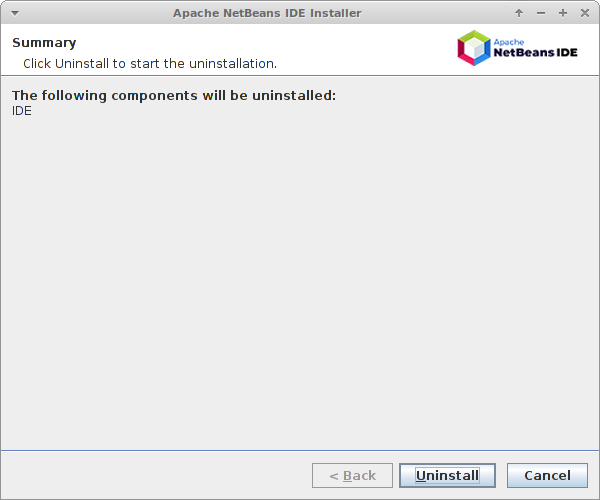 Apache NetBeans IDE Installer
Summary
Click Uninstall to start the uninstallation.
Apache
NetBeans IDE
The following components will be uninstalled:
IDE
< Back
Uninstall
Cancel